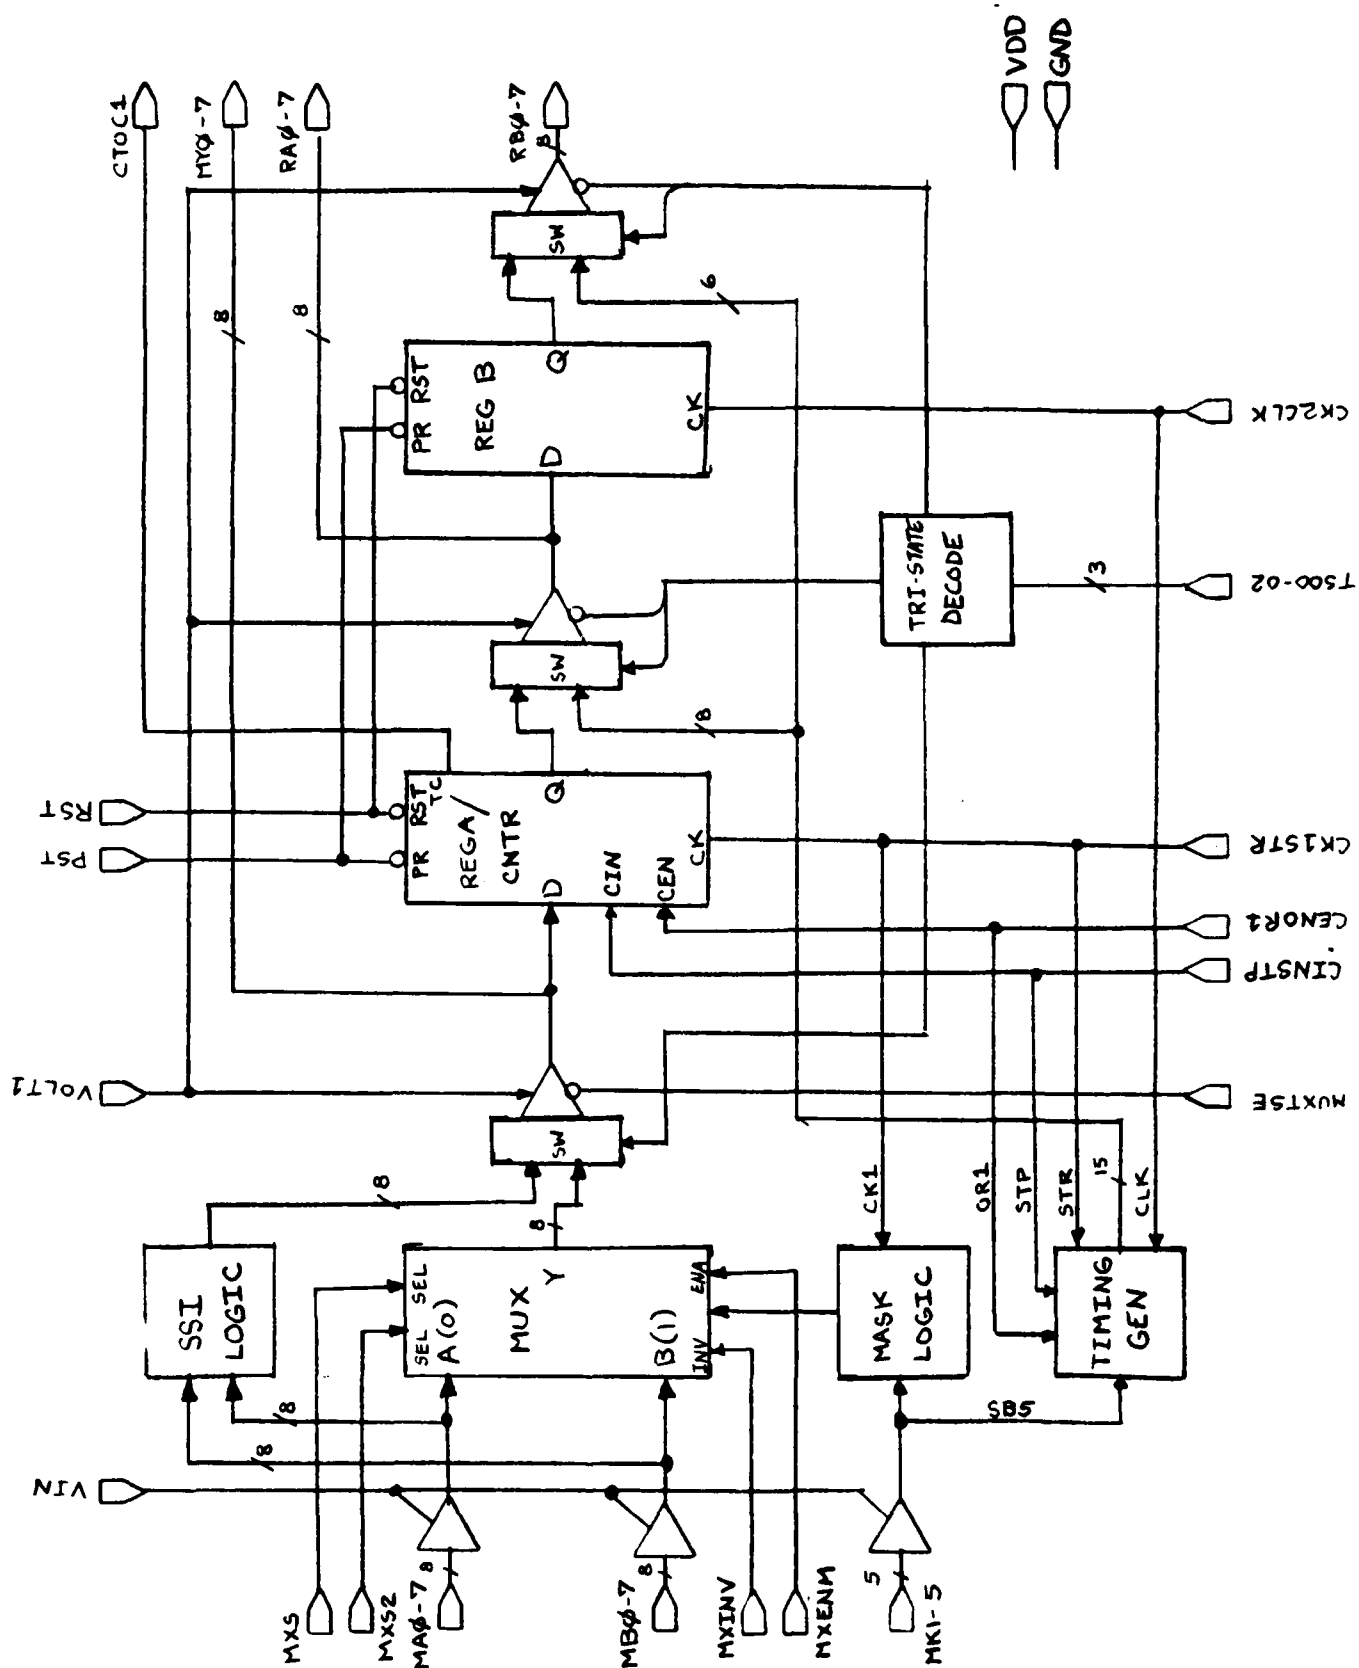 CTOC1
MYØ-7
RAØ-7
RBØ-7
VDD
GND
8
8
8
SW
6
RST
PR
REG B
Q
D
CK
CK2CLK
TRI-STATE
DECODE
3
TS00-02
SW
8
RST
PST
RST
TC
PR
REGA/
CNTR
Q
D
CIN
CEN
CK
CK1STR
CENOR1
CINSTP
VOLT1
MUXTSE
SW
8
8
CK1
OR1
STP
STR
15
CLK
SSI
LOGIC
SEL
SEL
A(0)
MUX
Y
B(1)
ENA
INV
MASK
LOGIC
TIMING
GEN
8
8
SB5
VIN
8
8
5
MXS
MXS2
MAØ-7
MBØ-7
MXINV
MXENM
MK1-5